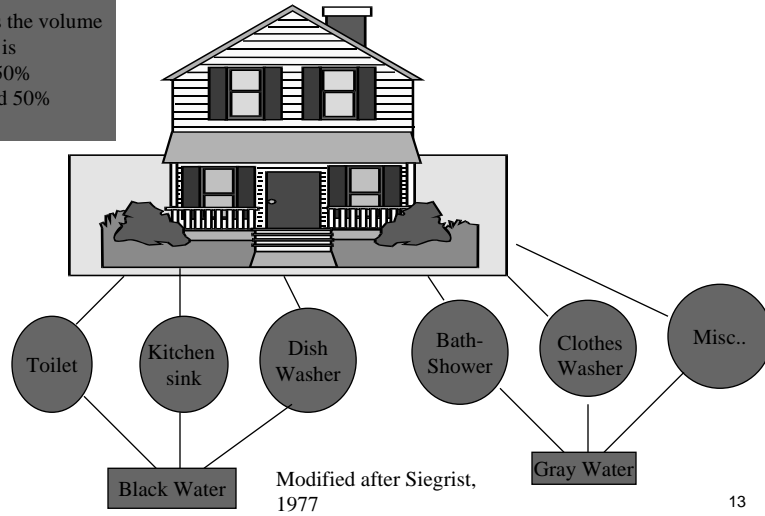 s the volume
is
50%
d 50%
Toilet
Kitchen
sink
Dish
Washer
Bath-
Shower
Clothes
Washer
Misc..
Black Water
Gray Water
Modified after Siegrist,
1977
13